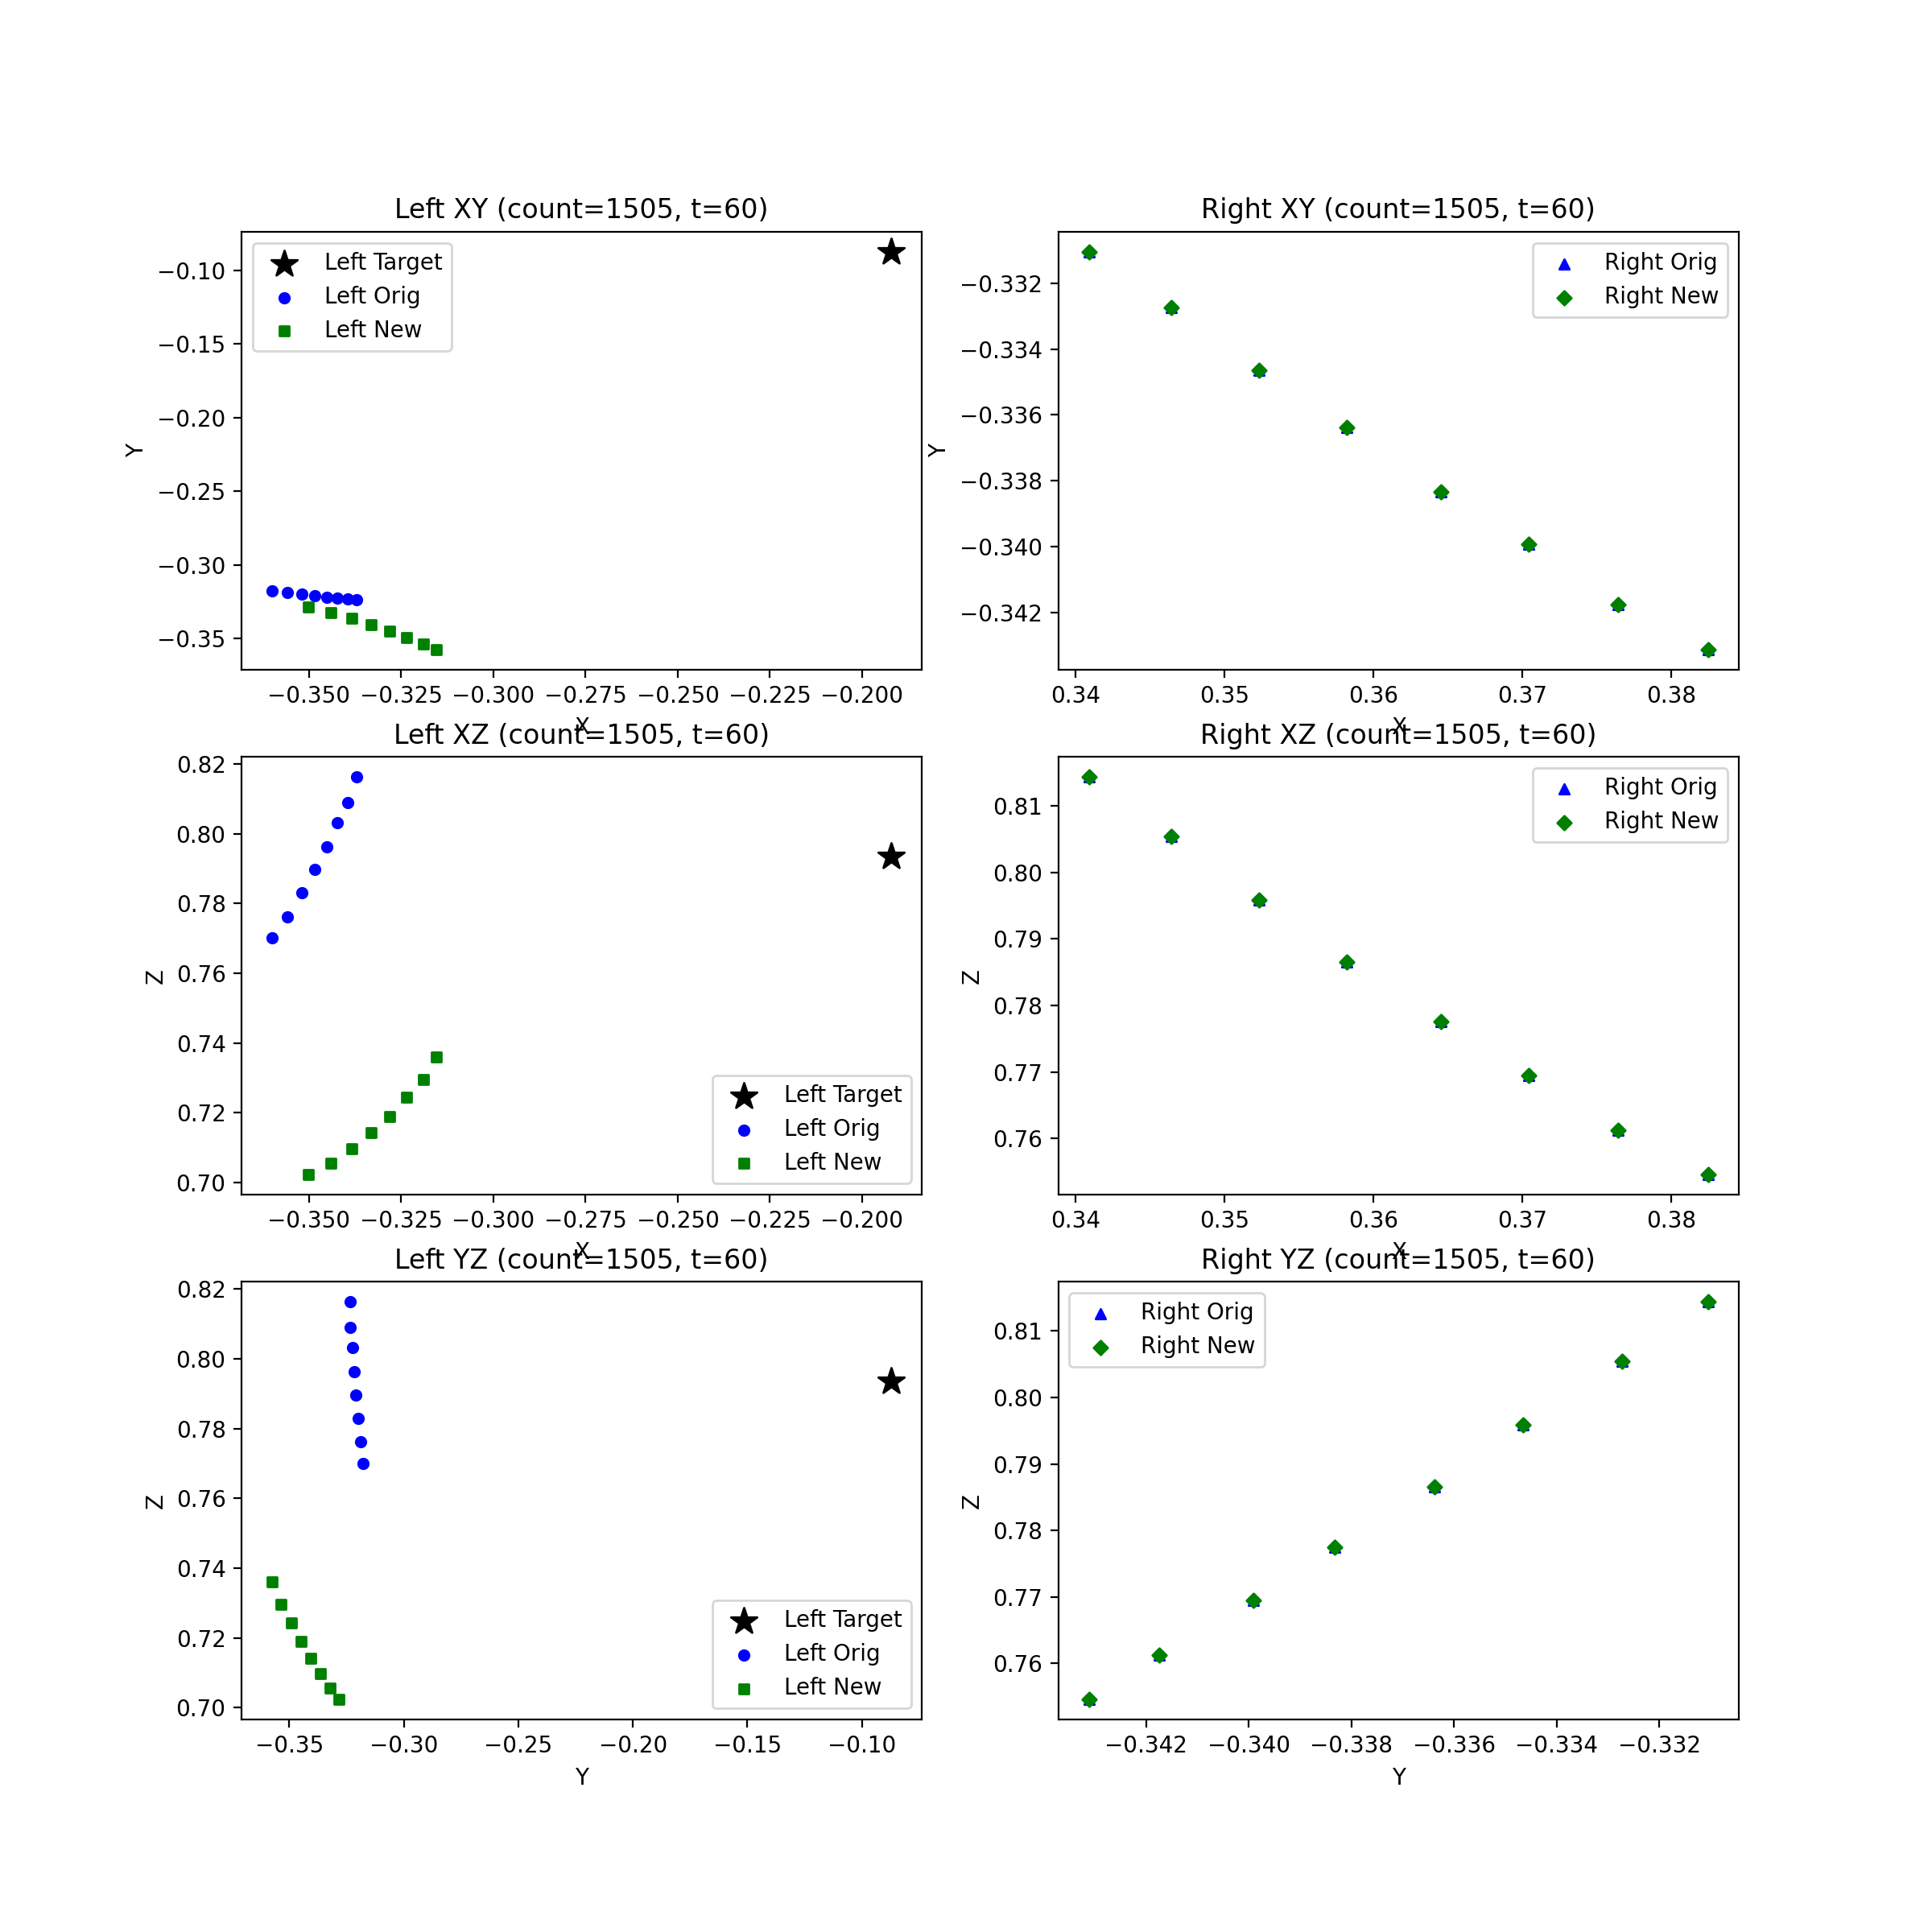 Left XY (count=1505, t=60)
Left Target
Left Orig
Left New
−0.10
−0.15
−0.20
−0.25
−0.30
−0.35
Y
−0.350 −0.325 −0.300 −0.275 −0.250 −0.225 −0.200
X
Right XY (count=1505, t=60)
Right Orig
Right New
−0.332
−0.334
−0.336
−0.338
−0.340
−0.342
Y
0.34 0.35 0.36 0.37 0.38
X
Left XZ (count=1505, t=60)
0.82
0.80
0.78
0.76
0.74
0.72
0.70
Z
Left Target
Left Orig
Left New
−0.350 −0.325 −0.300 −0.275 −0.250 −0.225 −0.200
X
Right XZ (count=1505, t=60)
Right Orig
Right New
0.81
0.80
0.79
0.78
0.77
0.76
Z
0.34 0.35 0.36 0.37 0.38
X
Left YZ (count=1505, t=60)
0.82
0.80
0.78
0.76
0.74
0.72
0.70
Z
Left Target
Left Orig
Left New
−0.35 −0.30 −0.25 −0.20 −0.15 −0.10
Y
Right YZ (count=1505, t=60)
Right Orig
Right New
0.81
0.80
0.79
0.78
0.77
0.76
Z
−0.342 −0.340 −0.338 −0.336 −0.334 −0.332
Y